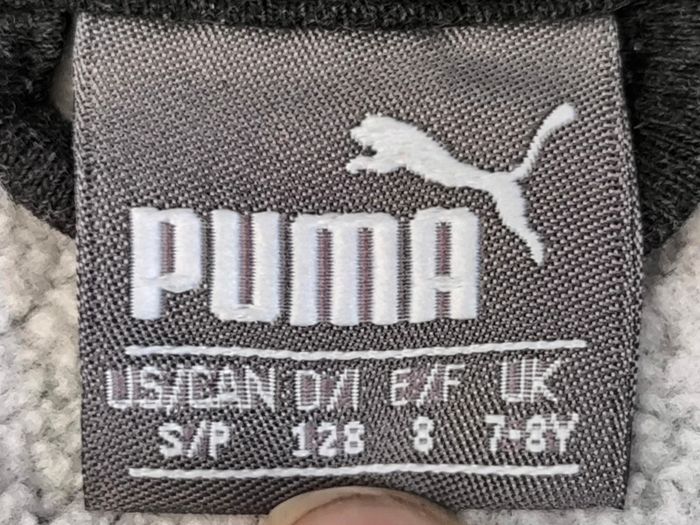 PUMA
US/CAN D/I E/F UK
S/P 128 8 7-8Y